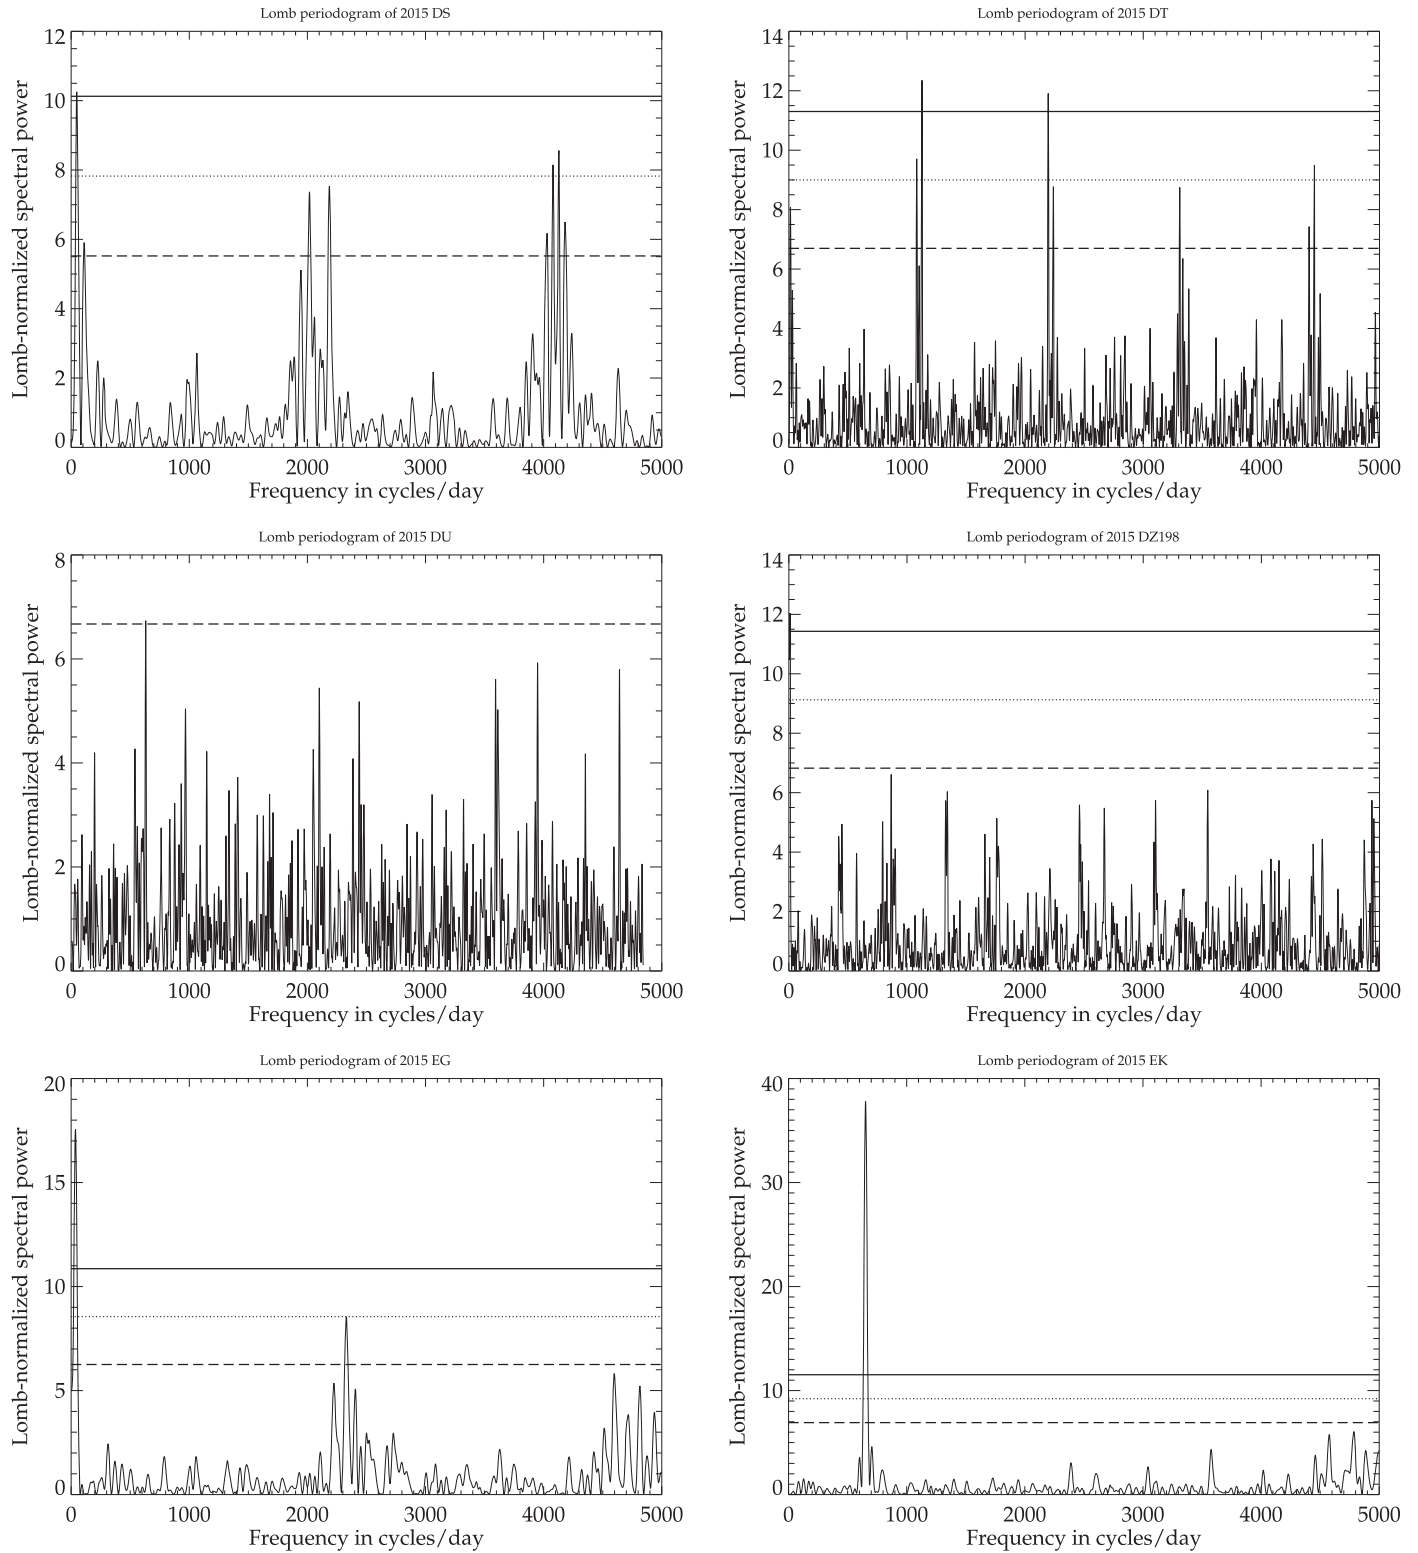 Lomb periodogram of 2015 DS
Lomb-normalized spectral power
12
10
8
6
4
2
0
0 1000 2000 3000 4000 5000
Frequency in cycles/day
Lomb periodogram of 2015 DT
Lomb-normalized spectral power
14
12
10
8
6
4
2
0
0 1000 2000 3000 4000 5000
Frequency in cycles/day
Lomb periodogram of 2015 DU
Lomb-normalized spectral power
8
6
4
2
0
0 1000 2000 3000 4000 5000
Frequency in cycles/day
Lomb periodogram of 2015 DZ198
Lomb-normalized spectral power
14
12
10
8
6
4
2
0
0 1000 2000 3000 4000 5000
Frequency in cycles/day
Lomb periodogram of 2015 EG
Lomb-normalized spectral power
20
15
10
5
0
0 1000 2000 3000 4000 5000
Frequency in cycles/day
Lomb periodogram of 2015 EK
Lomb-normalized spectral power
40
30
20
10
0
0 1000 2000 3000 4000 5000
Frequency in cycles/day